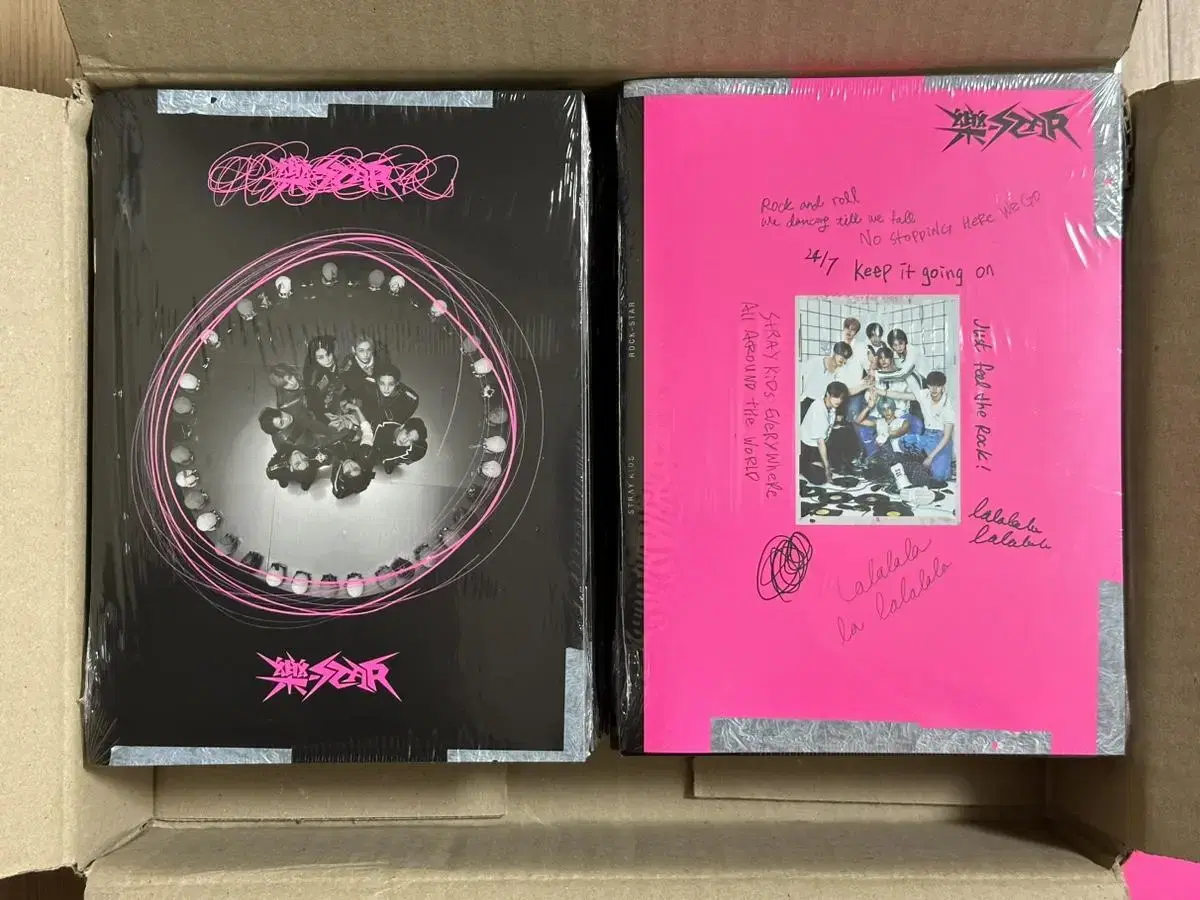 樂-STAR
樂-STAR
ROCK-STAR
STRAY KIDS
樂-STAR
Rock and roll
We dancing till we fall
No stopping Here We GO
24/7 keep it going on
STRAY KiDS EVERYWHERE
All AROUND the WORLD
Just feel the Rock!
lalalala
lalalala
Lalalala
la lalalala